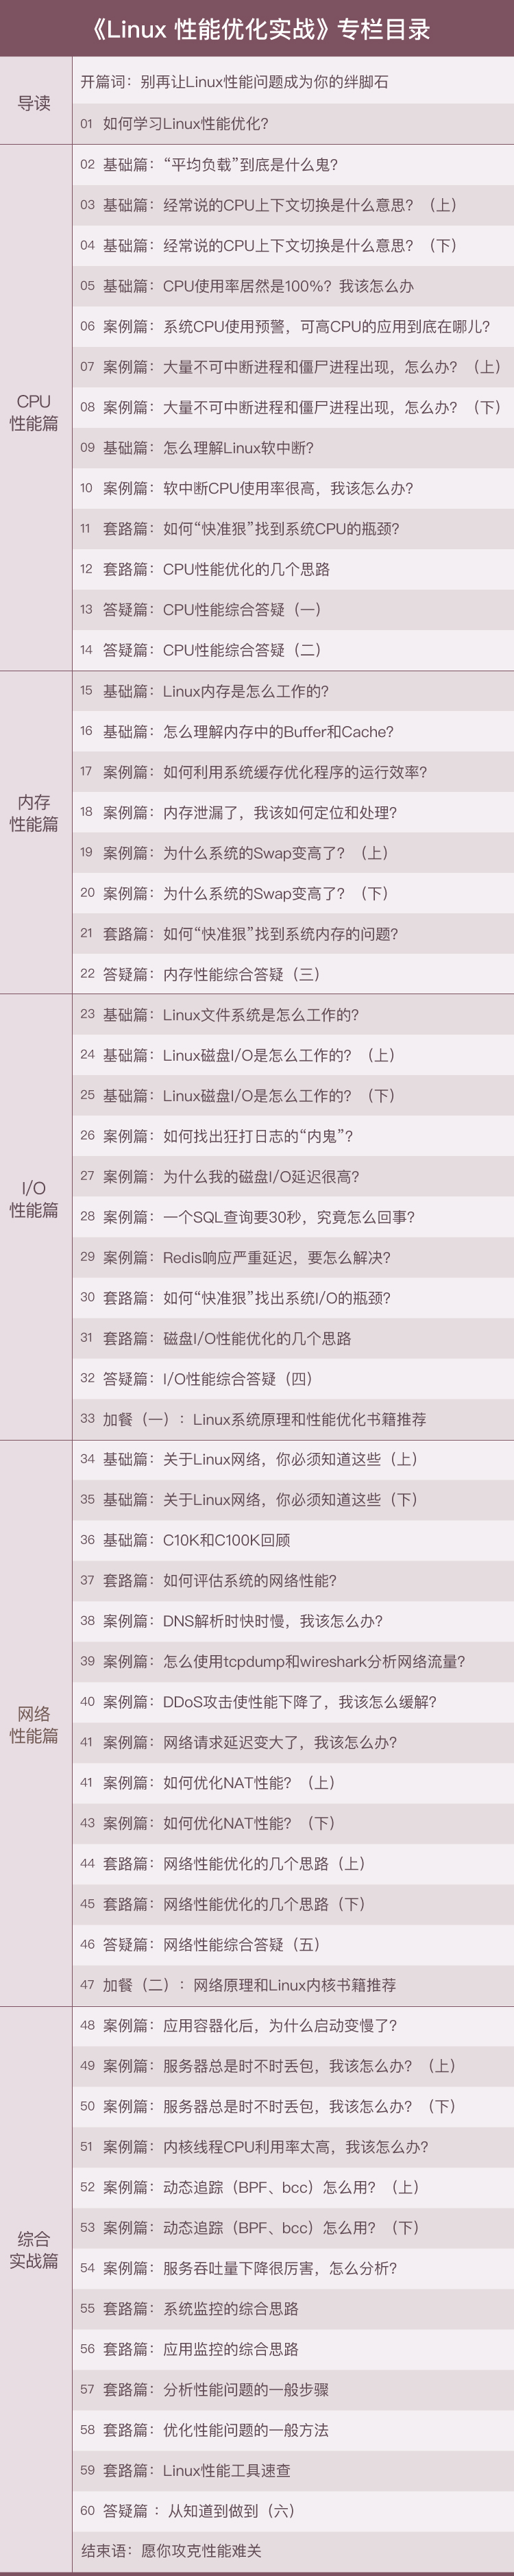 《Linux 性能优化实战》专栏目录
导读
开篇词：别再让Linux性能问题成为你的绊脚石
01 如何学习Linux性能优化？
CPU
性能篇
02 基础篇：“平均负载”到底是什么鬼？
03 基础篇：经常说的CPU上下文切换是什么意思？（上）
04 基础篇：经常说的CPU上下文切换是什么意思？（下）
05 基础篇：CPU使用率居然是100%？我该怎么办
06 案例篇：系统CPU使用预警，可高CPU的应用到底在哪儿？
07 案例篇：大量不可中断进程和僵尸进程出现，怎么办？（上）
08 案例篇：大量不可中断进程和僵尸进程出现，怎么办？（下）
09 基础篇：怎么理解Linux软中断？
10 案例篇：软中断CPU使用率很高，我该怎么办？
11 套路篇：如何“快准狠”找到系统CPU的瓶颈？
12 套路篇：CPU性能优化的几个思路
13 答疑篇：CPU性能综合答疑（一）
14 答疑篇：CPU性能综合答疑（二）
内存
性能篇
15 基础篇：Linux内存是怎么工作的？
16 基础篇：怎么理解内存中的Buffer和Cache？
17 案例篇：如何利用系统缓存优化程序的运行效率？
18 案例篇：内存泄漏了，我该如何定位和处理？
19 案例篇：为什么系统的Swap变高了？（上）
20 案例篇：为什么系统的Swap变高了？（下）
21 套路篇：如何“快准狠”找到系统内存的问题？
22 答疑篇：内存性能综合答疑（三）
I/O
性能篇
23 基础篇：Linux文件系统是怎么工作的？
24 基础篇：Linux磁盘I/O是怎么工作的？（上）
25 基础篇：Linux磁盘I/O是怎么工作的？（下）
26 案例篇：如何找出狂打日志的“内鬼”？
27 案例篇：为什么我的磁盘I/O延迟很高？
28 案例篇：一个SQL查询要30秒，究竟怎么回事？
29 案例篇：Redis响应严重延迟，要怎么解决？
30 套路篇：如何“快准狠”找出系统I/O的瓶颈？
31 套路篇：磁盘I/O性能优化的几个思路
32 答疑篇：I/O性能综合答疑（四）
33 加餐（一）：Linux系统原理和性能优化书籍推荐
网络
性能篇
34 基础篇：关于Linux网络，你必须知道这些（上）
35 基础篇：关于Linux网络，你必须知道这些（下）
36 基础篇：C10K和C100K回顾
37 套路篇：如何评估系统的网络性能？
38 案例篇：DNS解析时快时慢，我该怎么办？
39 案例篇：怎么使用tcpdump和wireshark分析网络流量？
40 案例篇：DDoS攻击使性能下降了，我该怎么缓解？
41 案例篇：网络请求延迟变大了，我该怎么办？
41 案例篇：如何优化NAT性能？（上）
43 案例篇：如何优化NAT性能？（下）
44 套路篇：网络性能优化的几个思路（上）
45 套路篇：网络性能优化的几个思路（下）
46 答疑篇：网络性能综合答疑（五）
47 加餐（二）：网络原理和Linux内核书籍推荐
综合
实战篇
48 案例篇：应用容器化后，为什么启动变慢了？
49 案例篇：服务器总是时不时丢包，我该怎么办？（上）
50 案例篇：服务器总是时不时丢包，我该怎么办？（下）
51 案例篇：内核线程CPU利用率太高，我该怎么办？
52 案例篇：动态追踪（BPF、bcc）怎么用？（上）
53 案例篇：动态追踪（BPF、bcc）怎么用？（下）
54 案例篇：服务吞吐量下降很厉害，怎么分析？
55 套路篇：系统监控的综合思路
56 套路篇：应用监控的综合思路
57 套路篇：分析性能问题的一般步骤
58 套路篇：优化性能问题的一般方法
59 套路篇：Linux性能工具速查
60 答疑篇：从知道到做到（六）
结束语：愿你攻克性能难关